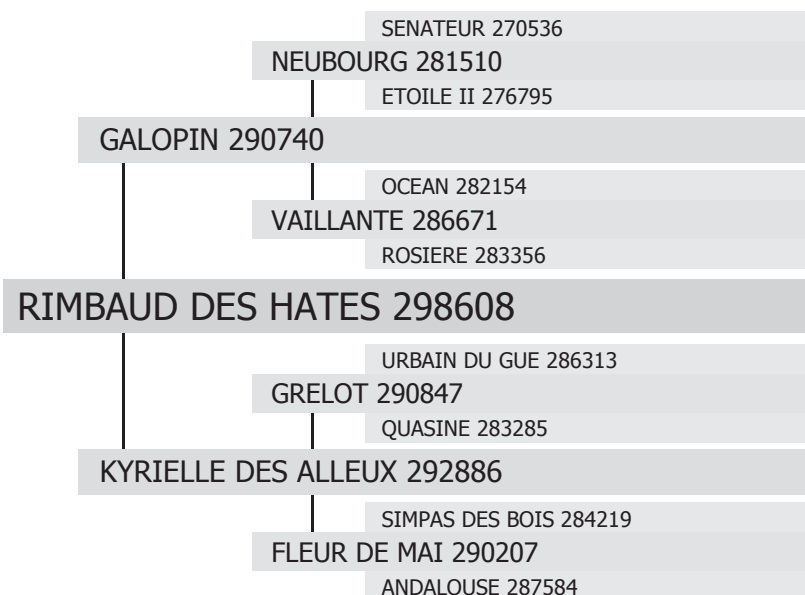 SENATEUR 270536
NEUBOURG 281510
ETOILE II 276795
GALOPIN 290740
OCEAN 282154
VAILLANTE 286671
ROSIERE 283356
RIMBAUD DES HATES 298608
URBAIN DU GUE 286313
GRELOT 290847
QUASINE 283285
KYRIELLE DES ALLEUX 292886
SIMPAS DES BOIS 284219
FLEUR DE MAI 290207
ANDALOUSE 287584